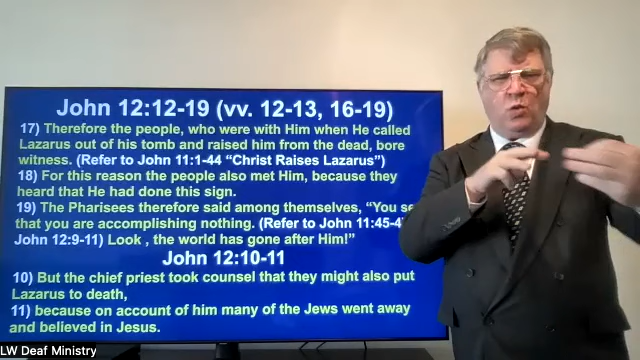 John 12:12-19 (vv. 12-13, 16-19)
17) Therefore the people, who were with Him when He called
Lazarus out of his tomb and raised him from the dead, bore
witness. (Refer to John 11:1-44 “Christ Raises Lazarus”)
18) For this reason the people also met Him, because they
heard that He had done this sign.
19) The Pharisees therefore said among themselves, “You
that you are accomplishing nothing. (Refer to John 11:45-
John 12:9-11) Look , the world has gone after Him!”
John 12:10-11
10) But the chief priest took counsel that they might also put
Lazarus to death,
11) because on account of him many of the Jews went away
and believed in Jesus.
LW Deaf Ministry